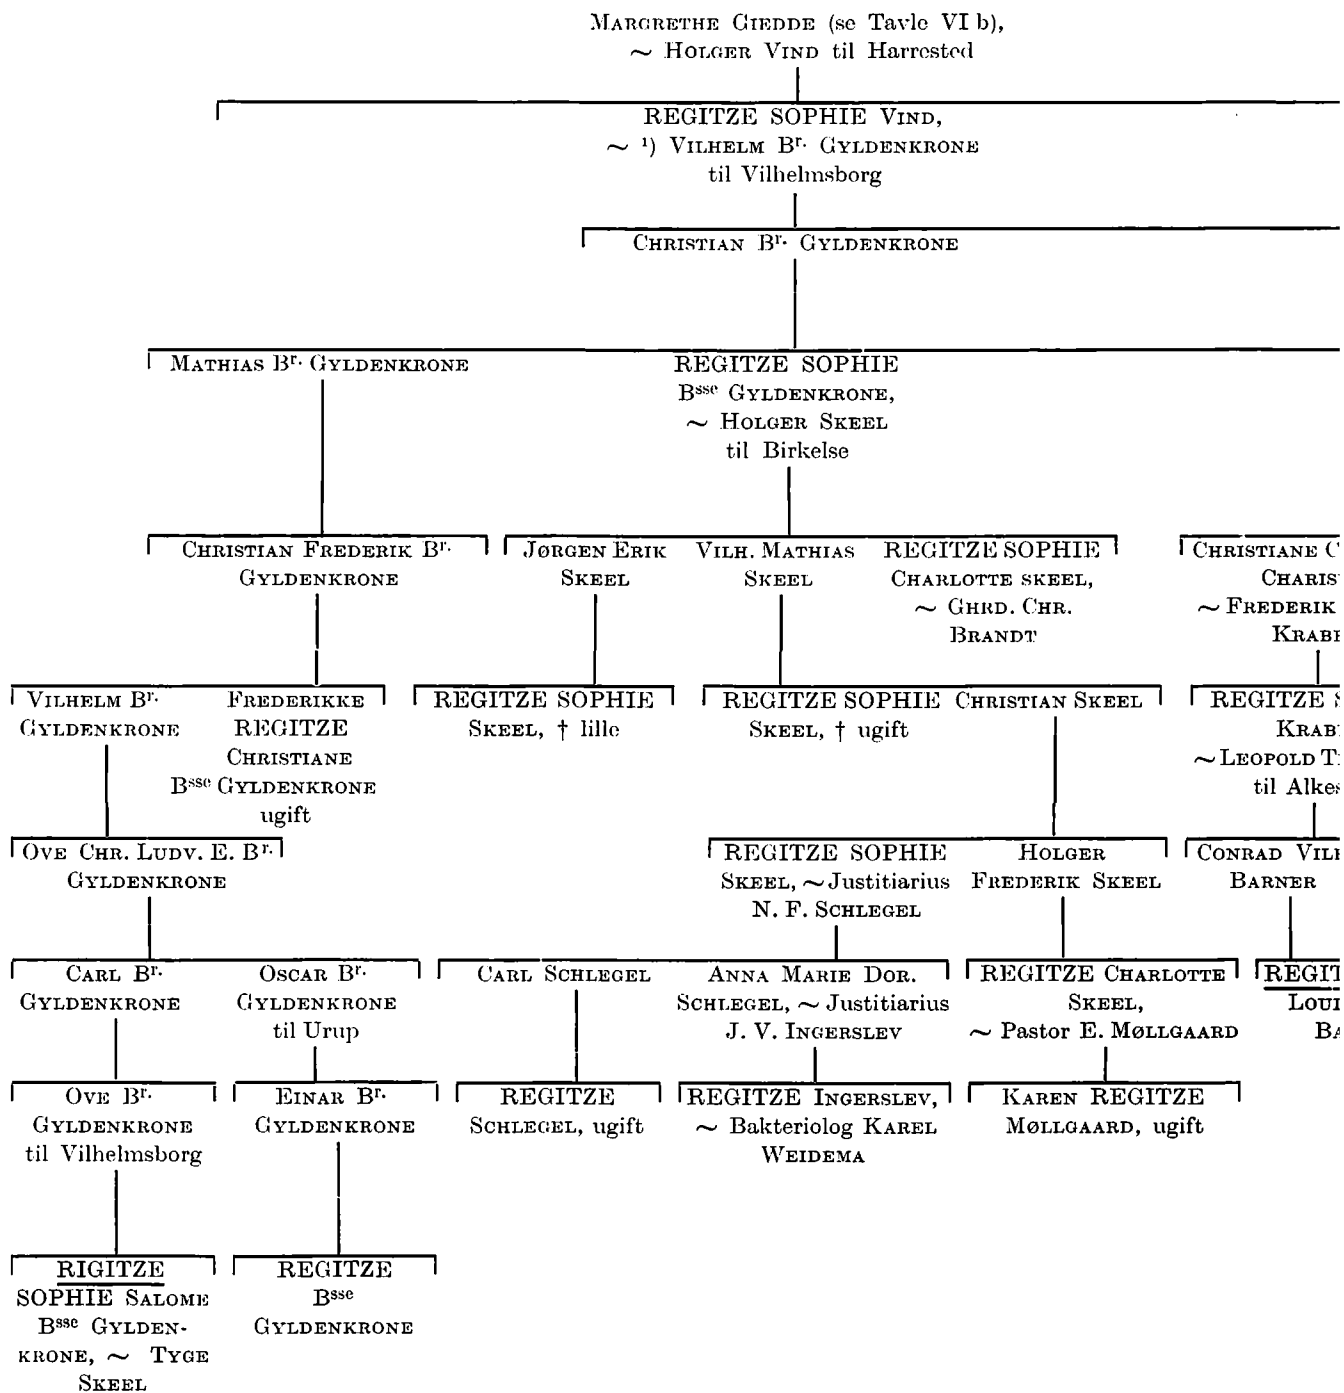 MARGRETHE GIEDDE (se Tavle VI b),
~ HOLGER VIND til Harrested
REGITZE SOPHIE VIND,
~ ¹) VILHELM Bʳ· GYLDENKRONE
til Vilhelmsborg
CHRISTIAN Bʳ· GYLDENKRONE
MATHIAS Bʳ· GYLDENKRONE
REGITZE SOPHIE
Bˢˢᵉ GYLDENKRONE,
~ HOLGER SKEEL
til Birkelse
CHRISTIAN FREDERIK Bʳ·
GYLDENKRONE
JØRGEN ERIK
SKEEL
VILH. MATHIAS
SKEEL
REGITZE SOPHIE
CHARLOTTE SKEEL,
~ GHRD. CHR.
BRANDT
CHRISTIANE
~ FREDERIK
VILHELM Bʳ·
GYLDENKRONE
FREDERIKKE
REGITZE
CHRISTIANE
Bˢˢᵉ GYLDENKRONE
ugift
REGITZE SOPHIE
SKEEL, † lille
REGITZE SOPHIE
SKEEL, † ugift
CHRISTIAN SKEEL
REGITZE
~ LEOPOLD
til
OVE CHR. LUDV. E. Bʳ·
GYLDENKRONE
REGITZE SOPHIE
SKEEL, ~ Justitiarius
N. F. SCHLEGEL
HOLGER
FREDERIK SKEEL
CONRAD
BARNER
CARL Bʳ·
GYLDENKRONE
OSCAR Bʳ·
GYLDENKRONE
til Urup
CARL SCHLEGEL
ANNA MARIE DOR.
SCHLEGEL, ~ Justitiarius
J. V. INGERSLEV
REGITZE CHARLOTTE
SKEEL,
~ Pastor E. MØLLGAARD
OVE Bʳ·
GYLDENKRONE
til Vilhelmsborg
EINAR Bʳ·
GYLDENKRONE
REGITZE
SCHLEGEL, ugift
REGITZE INGERSLEV,
~ Bakteriolog KAREL
WEIDEMA
KAREN REGITZE
MØLLGAARD, ugift
RIGITZE
SOPHIE SALOME
Bˢˢᵉ GYLDEN-
KRONE, ~ TYGE
SKEEL
REGITZE
Bˢˢᵉ
GYLDENKRONE